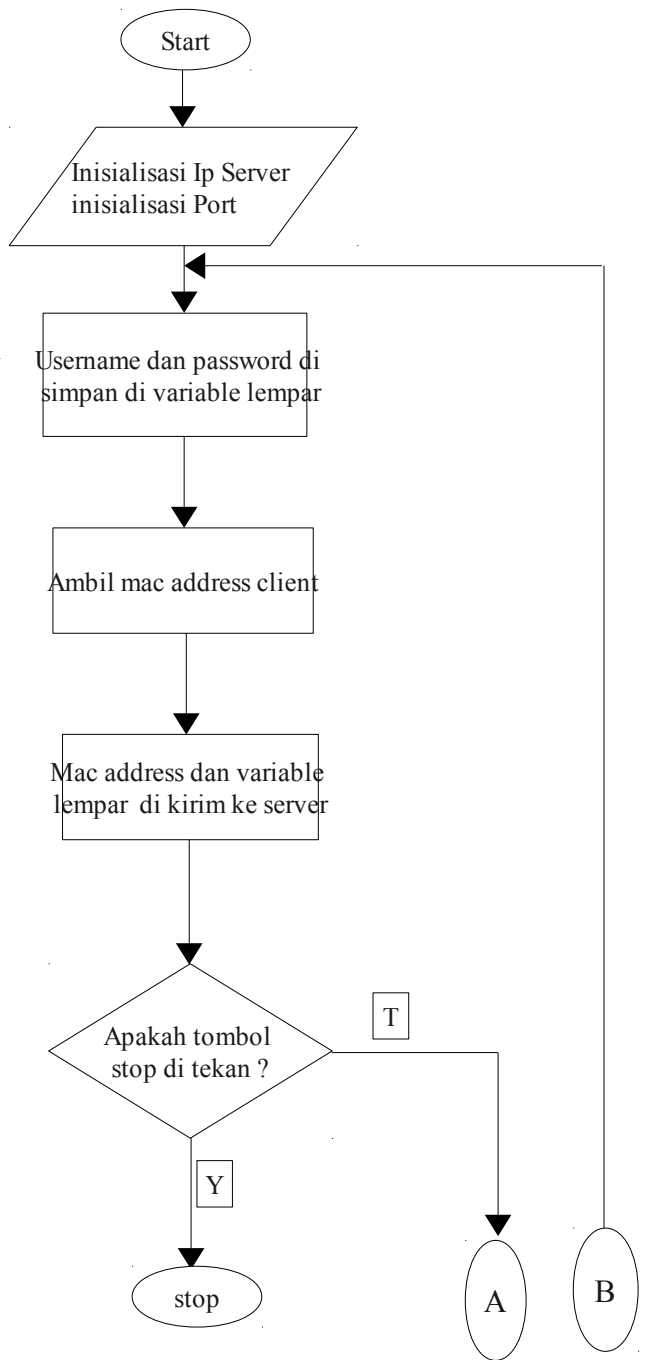 Start
Inisialisasi Ip Server
inisialisasi Port
Username dan password di
simpan di variable lempar
Ambil mac address client
Mac address dan variable
lempar di kirim ke server
Apakah tombol
stop di tekan ?
T
Y
stop
A
B